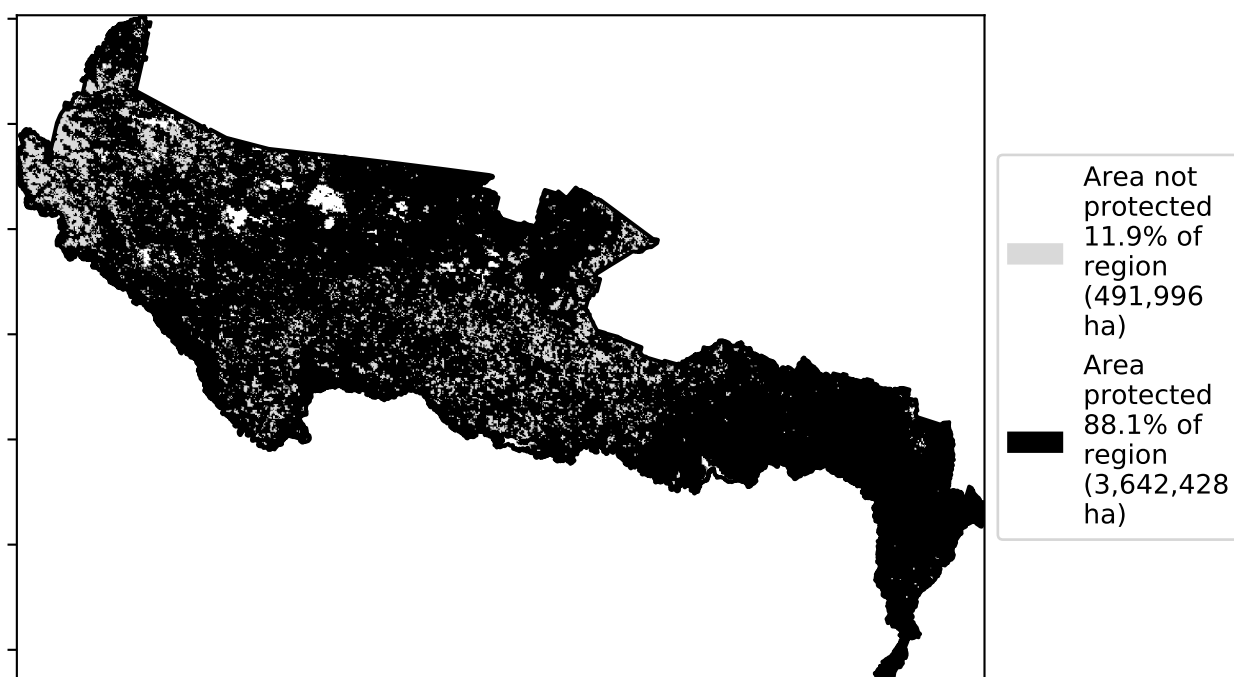 Area not
protected
11.9% of
region
(491,996
ha)
Area
protected
88.1% of
region
(3,642,428
ha)